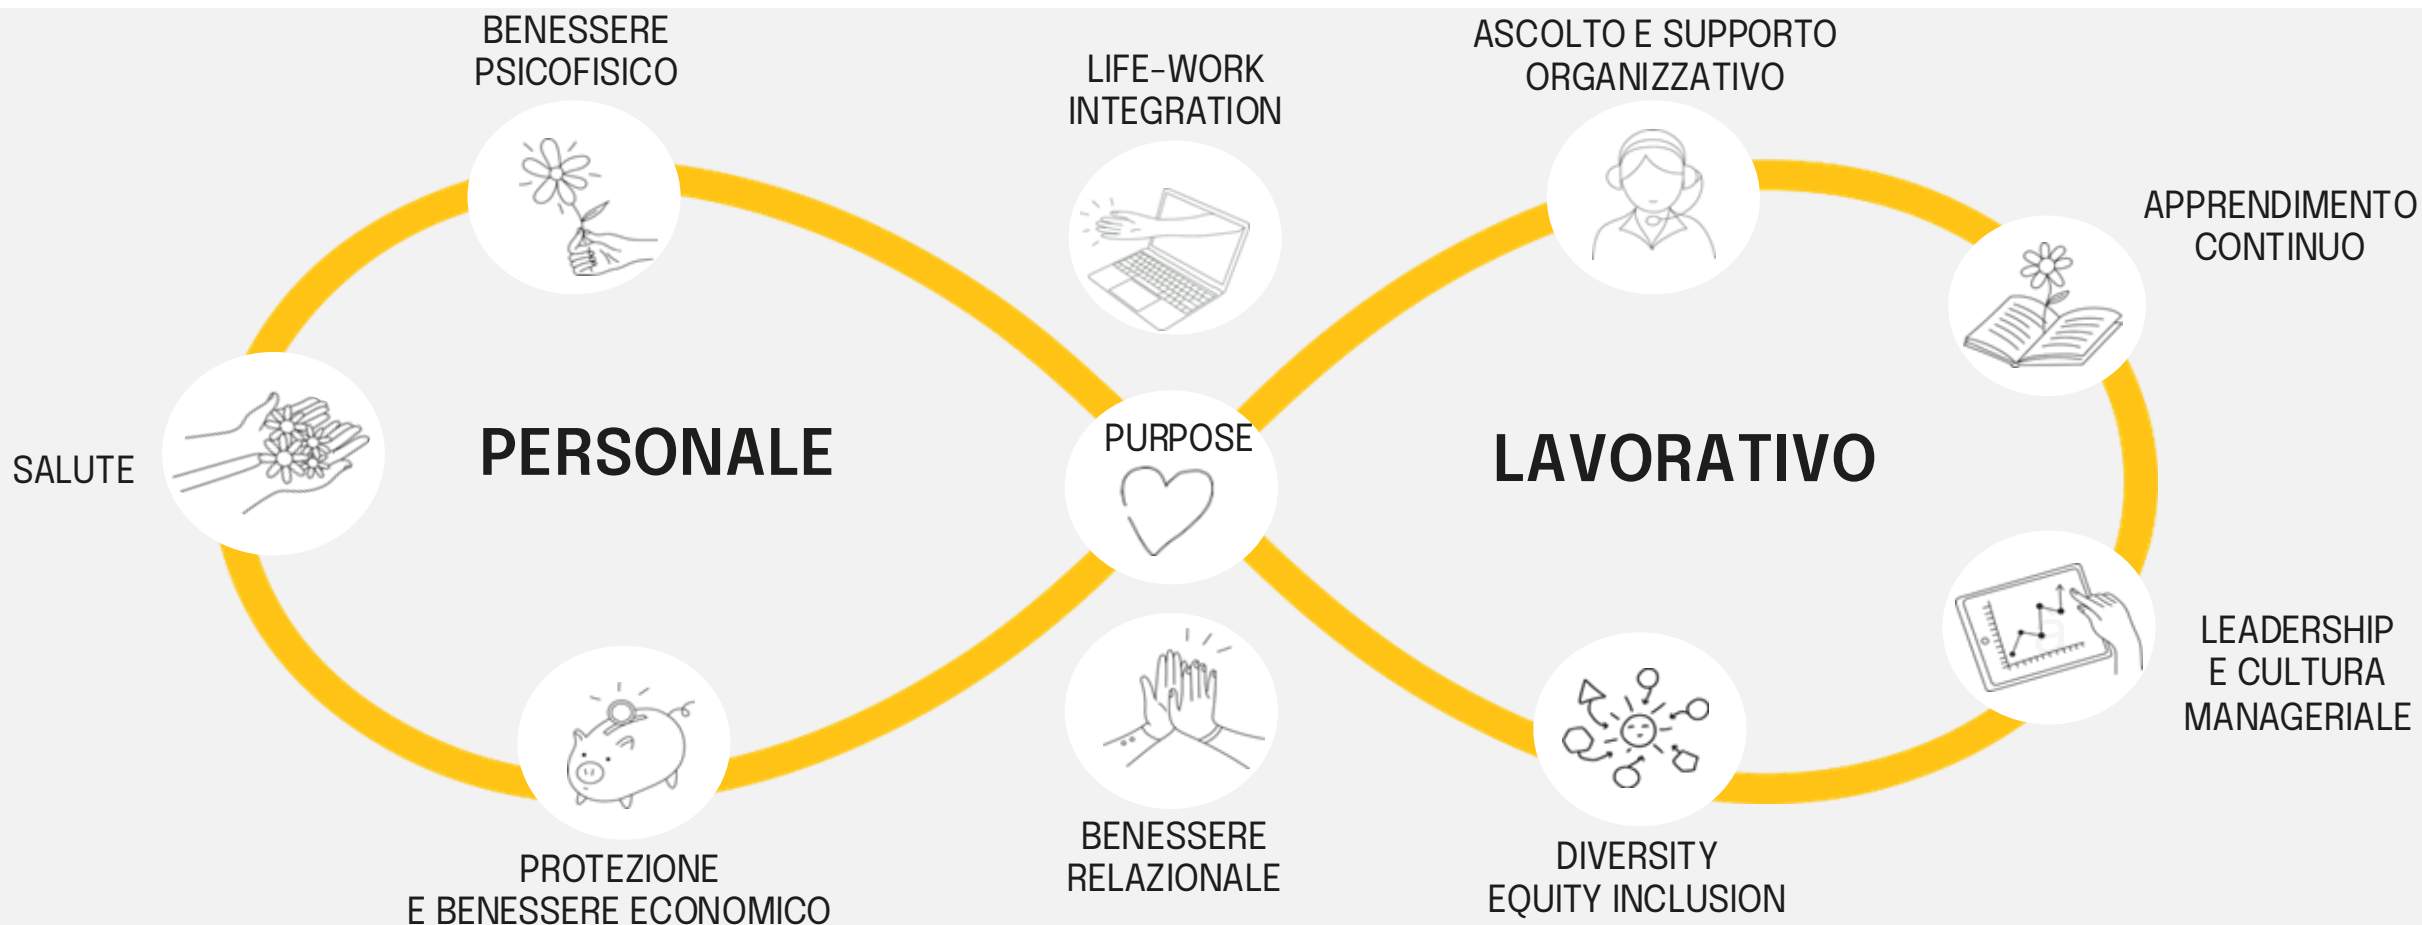 BENESSERE
PSICOFISICO
LIFE-WORK
INTEGRATION
ASCOLTO E SUPPORTO
ORGANIZZATIVO
APPRENDIMENTO
CONTINUO
SALUTE
PERSONALE
PURPOSE
LAVORATIVO
LEADERSHIP
E CULTURA
MANAGERIALE
PROTEZIONE
E BENESSERE ECONOMICO
BENESSERE
RELAZIONALE
DIVERSITY
EQUITY INCLUSION